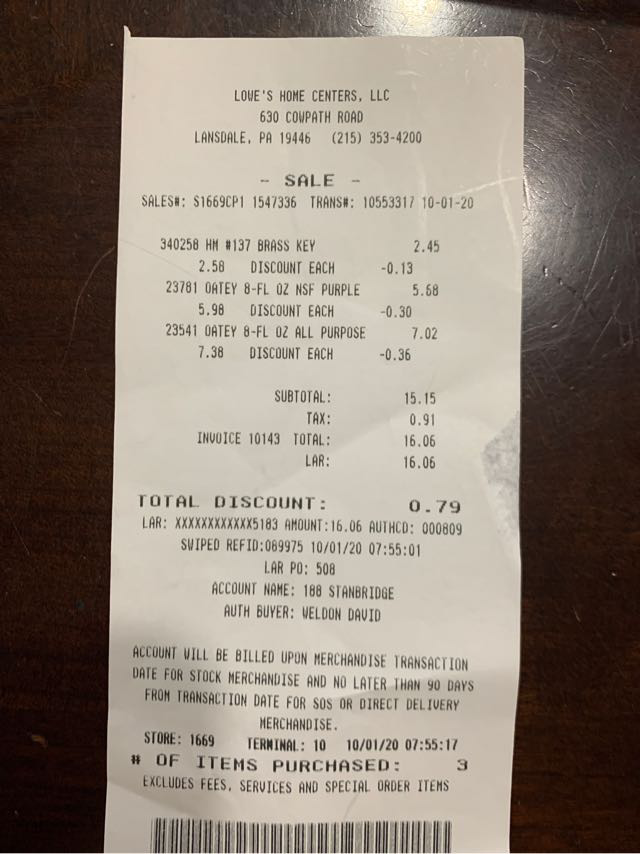 LOWE'S HOME CENTERS, LLC
630 COWPATH ROAD
LANSDALE, PA 19446 (215) 353-4200
- SALE -
SALES#: S1669CP1 1547336 TRANS#: 10553317 10-01-20
340258 HM #137 BRASS KEY 2.45
2.58 DISCOUNT EACH -0.13
23781 OATEY 8-FL OZ NSF PURPLE 5.68
5.98 DISCOUNT EACH -0.30
23541 OATEY 8-FL OZ ALL PURPOSE 7.02
7.38 DISCOUNT EACH -0.36
SUBTOTAL: 15.15
TAX: 0.91
INVOICE 10143 TOTAL: 16.06
LAR: 16.06
TOTAL DISCOUNT: 0.79
LAR: XXXXXXXXXXXX5183 AMOUNT:16.06 AUTHCD: 000809
SWIPED REFID:089975 10/01/20 07:55:01
LAR PO: 508
ACCOUNT NAME: 188 STANBRIDGE
AUTH BUYER: WELDON DAVID
ACCOUNT WILL BE BILLED UPON MERCHANDISE TRANSACTION
DATE FOR STOCK MERCHANDISE AND NO LATER THAN 90 DAYS
FROM TRANSACTION DATE FOR SOS OR DIRECT DELIVERY
MERCHANDISE.
STORE: 1669 TERMINAL: 10 10/01/20 07:55:17
# OF ITEMS PURCHASED: 3
EXCLUDES FEES, SERVICES AND SPECIAL ORDER ITEMS